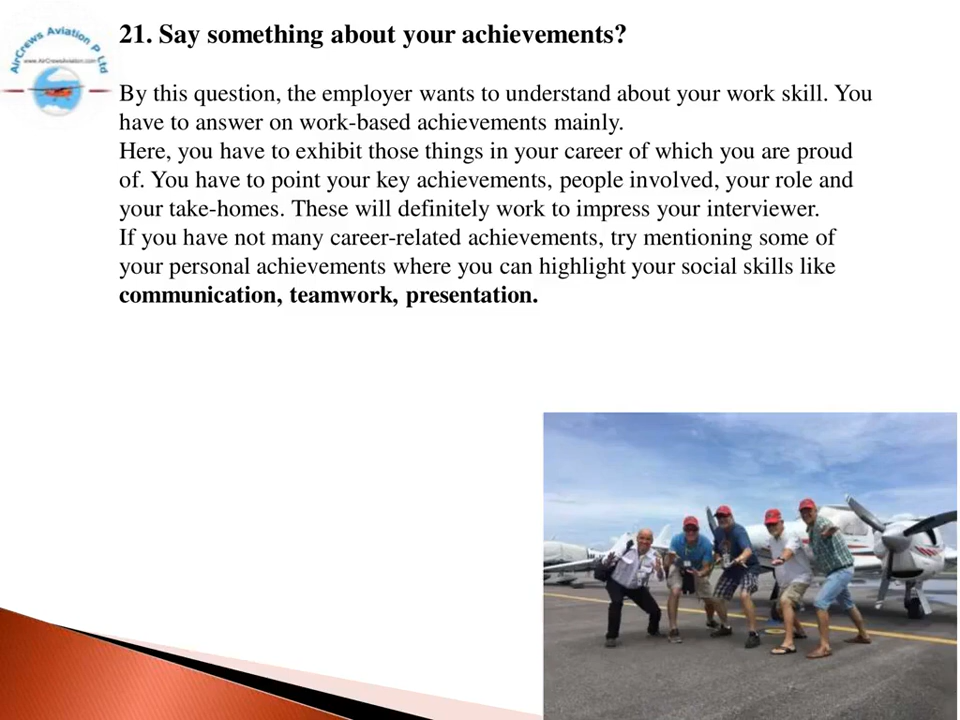 AirCrews Aviation P Ltd
www.AirCrewsAviation.com
21. Say something about your achievements?
By this question, the employer wants to understand about your work skill. You
have to answer on work-based achievements mainly.
Here, you have to exhibit those things in your career of which you are proud
of. You have to point your key achievements, people involved, your role and
your take-homes. These will definitely work to impress your interviewer.
If you have not many career-related achievements, try mentioning some of
your personal achievements where you can highlight your social skills like
communication, teamwork, presentation.